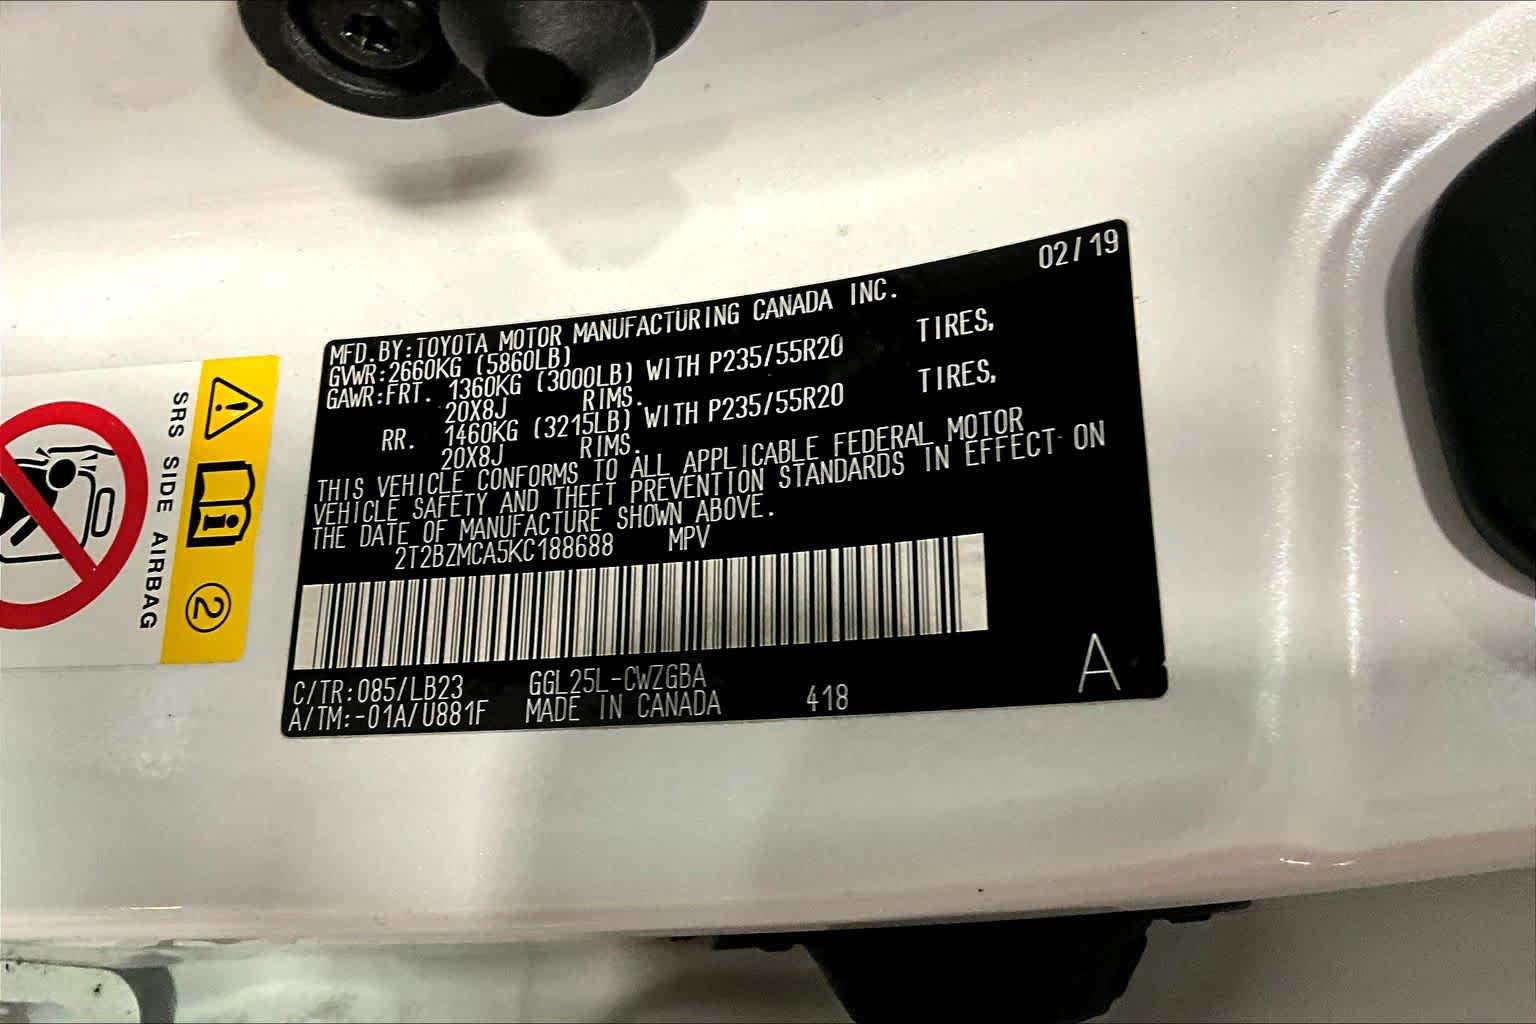 02/19
MFD.BY:TOYOTA MOTOR MANUFACTURING CANADA INC.
GVWR:2660KG (5860LB)
GAWR:FRT. 1360KG (3000LB) WITH P235/55R20 TIRES,
20X8J RIMS.
RR. 1460KG (3215LB) WITH P235/55R20 TIRES,
20X8J RIMS.
THIS VEHICLE CONFORMS TO ALL APPLICABLE FEDERAL MOTOR
VEHICLE SAFETY AND THEFT PREVENTION STANDARDS IN EFFECT ON
THE DATE OF MANUFACTURE SHOWN ABOVE.
2T2BZMCA5KC188688 MPV
C/TR:085/LB23 GGL25L-CWZGBA
A/TM:-01A/U881F MADE IN CANADA 418
A
SRS SIDE AIRBAG
2